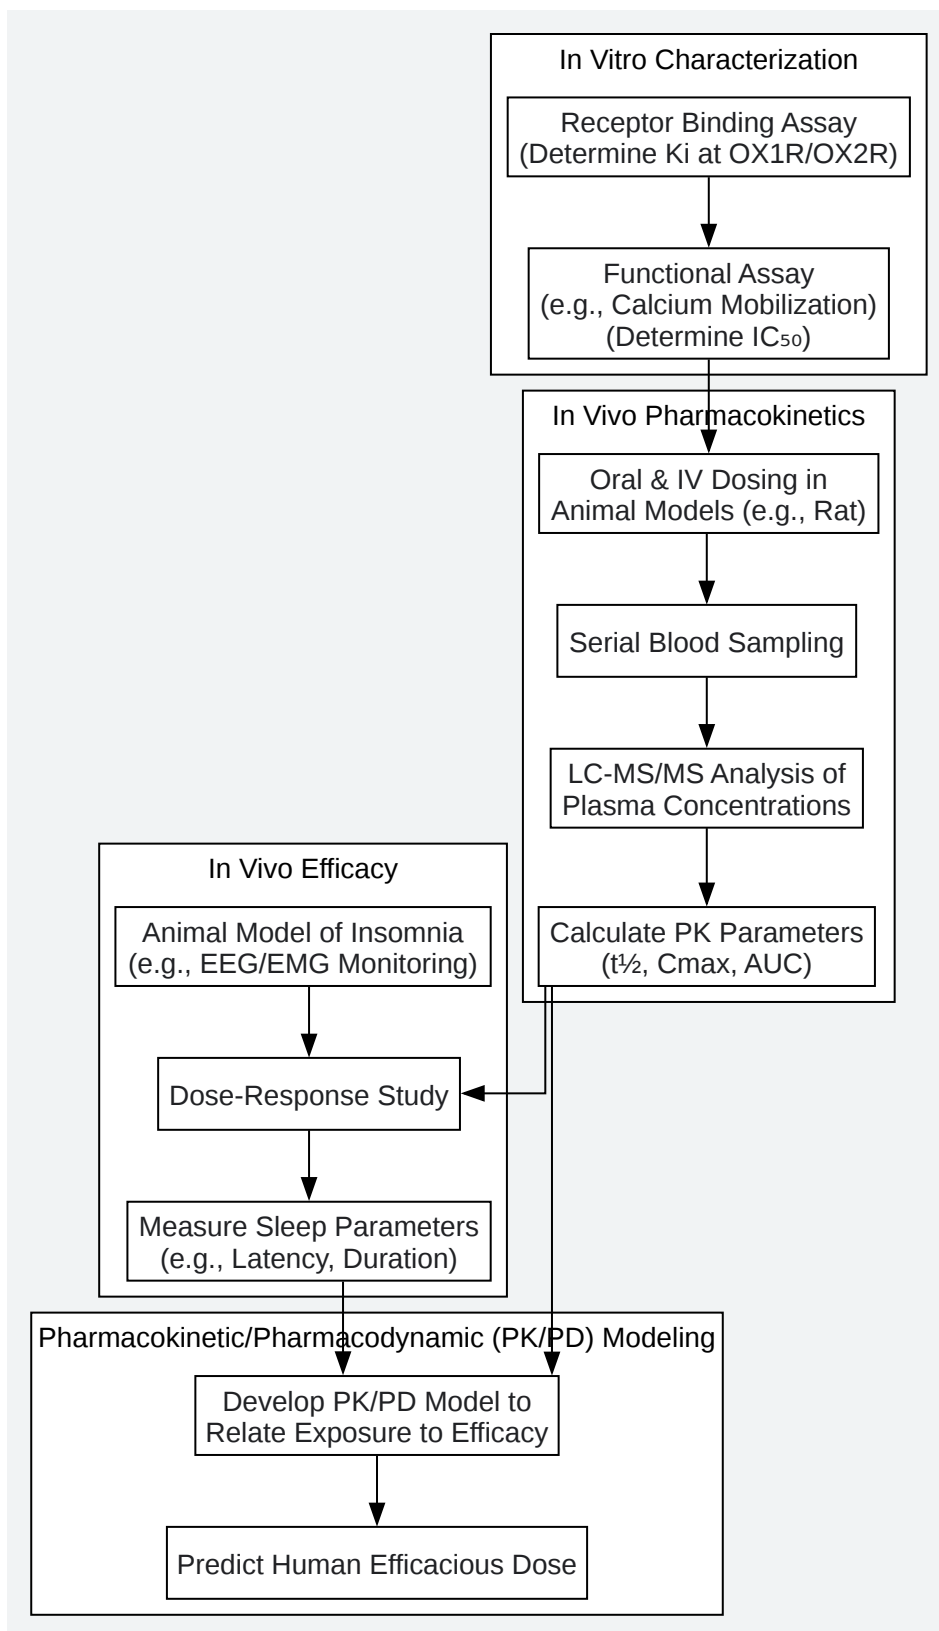 In Vitro Characterization
Receptor Binding Assay
(Determine Ki at OX1R/OX2R)
Functional Assay
(e.g., Calcium Mobilization)
(Determine IC₅₀)
In Vivo Pharmacokinetics
Oral & IV Dosing in
Animal Models (e.g., Rat)
Serial Blood Sampling
LC-MS/MS Analysis of
Plasma Concentrations
Calculate PK Parameters
(t½, Cmax, AUC)
In Vivo Efficacy
Animal Model of Insomnia
(e.g., EEG/EMG Monitoring)
Dose-Response Study
Measure Sleep Parameters
(e.g., Latency, Duration)
Pharmacokinetic/Pharmacodynamic (PK/PD) Modeling
Develop PK/PD Model to
Relate Exposure to Efficacy
Predict Human Efficacious Dose